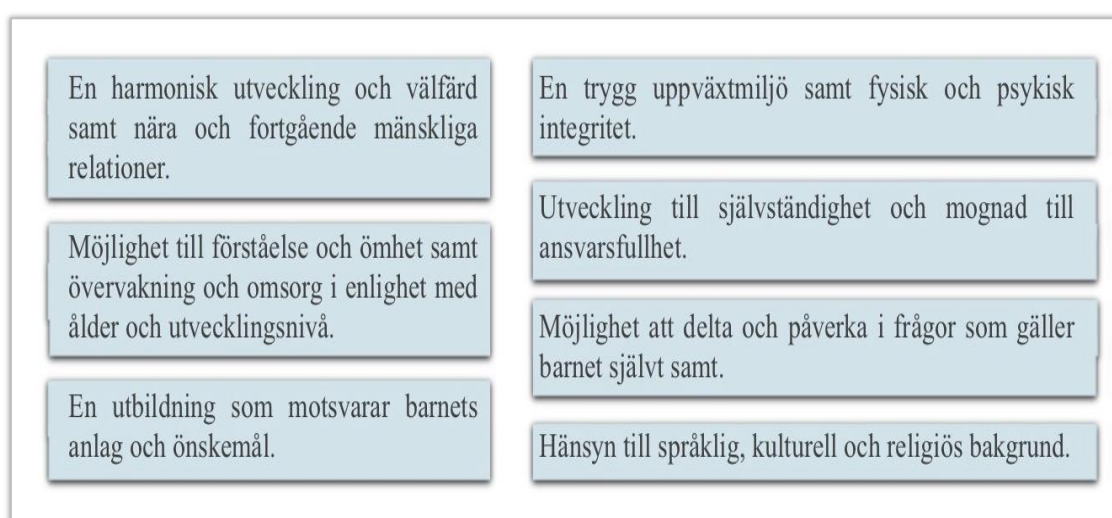 En harmonisk utveckling och välfärd
samt nära och fortgående mänskliga
relationer.
Möjlighet till förståelse och ömhet samt
övervakning och omsorg i enlighet med
ålder och utvecklingsnivå.
En utbildning som motsvarar barnets
anlag och önskemål.
En trygg uppväxtmiljö samt fysisk och psykisk
integritet.
Utveckling till självständighet och mognad till
ansvarsfullhet.
Möjlighet att delta och påverka i frågor som gäller
barnet självt samt.
Hänsyn till språklig, kulturell och religiös bakgrund.